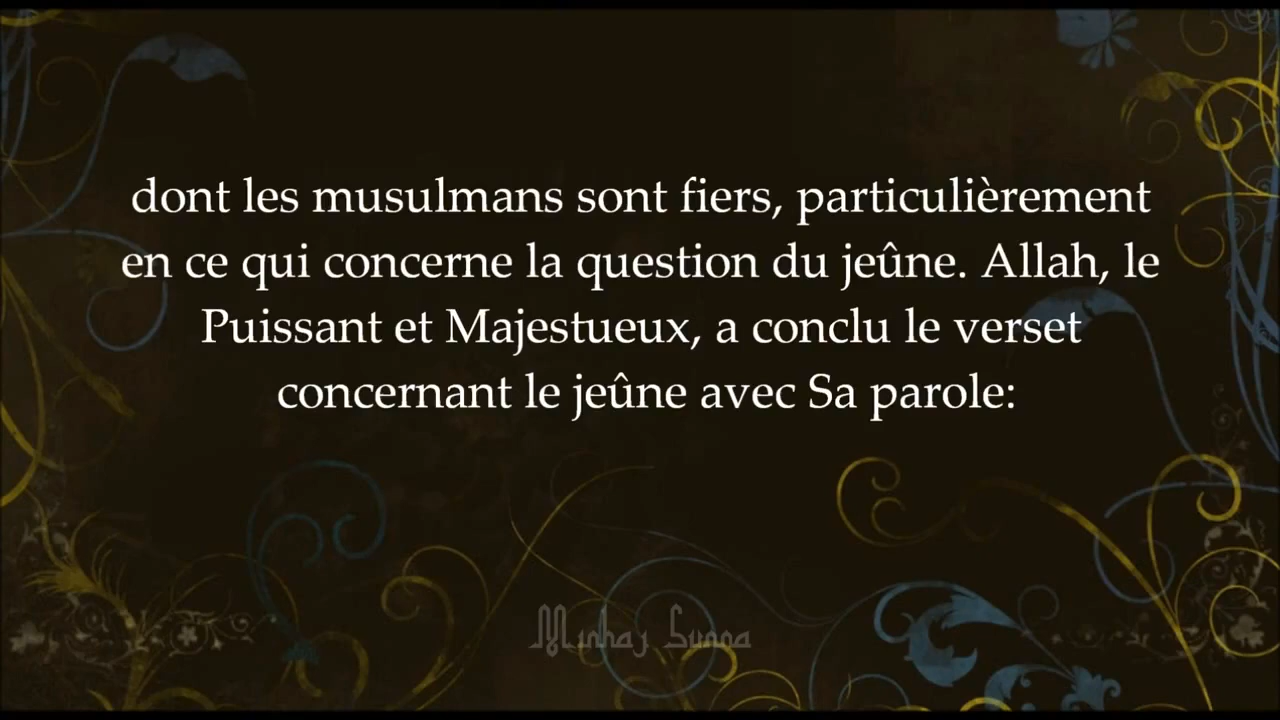 dont les musulmans sont fiers, particulièrement
en ce qui concerne la question du jeûne. Allah, le
Puissant et Majestueux, a conclu le verset
concernant le jeûne avec Sa parole:
Minhaj Sunna